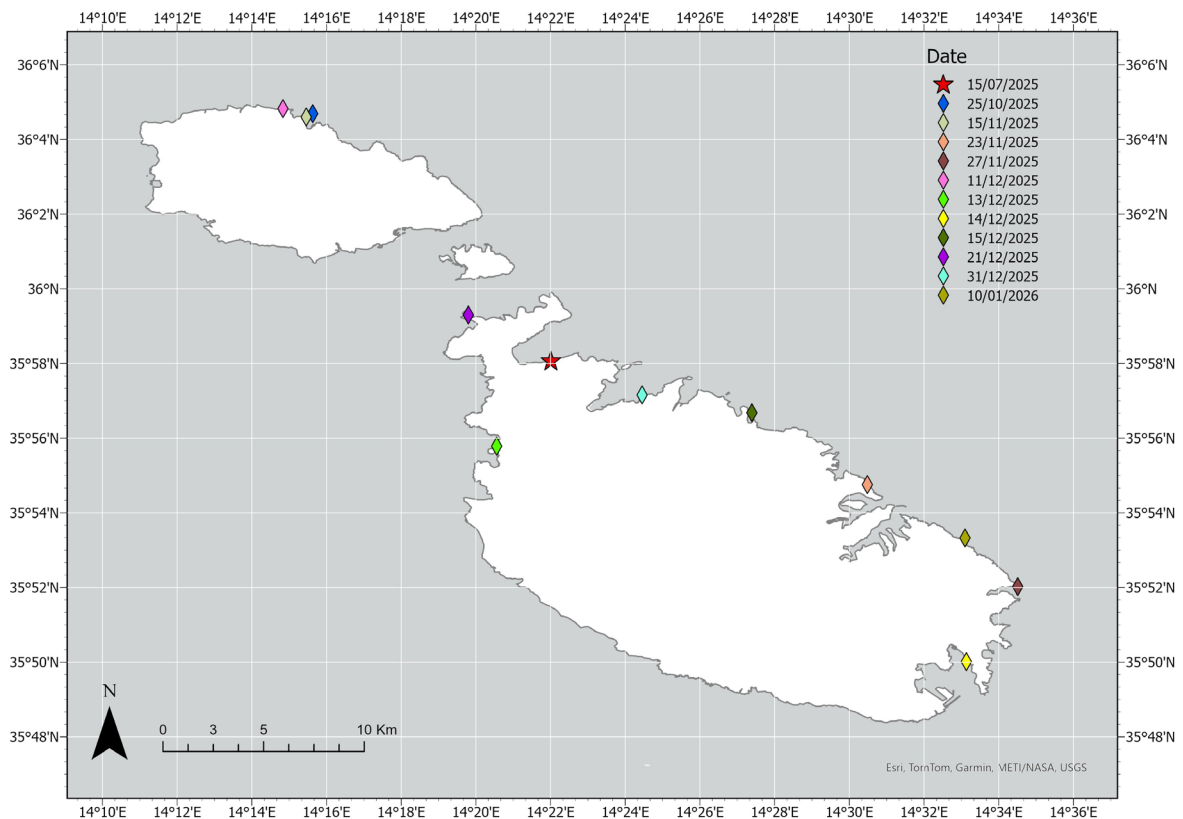 14°10'E 14°12'E 14°14'E 14°16'E 14°18'E 14°20'E 14°22'E 14°24'E 14°26'E 14°28'E 14°30'E 14°32'E 14°34'E 14°36'E
Date
36°6'N 36°6'N
15/07/2025
25/10/2025
15/11/2025
36°4'N 36°4'N
23/11/2025
27/11/2025
11/12/2025
13/12/2025
36°2'N 36°2'N
14/12/2025
15/12/2025
21/12/2025
31/12/2025
36°N 36°N
10/01/2026
35°58'N 35°58'N
35°56'N 35°56'N
35°54'N 35°54'N
35°52'N 35°52'N
35°50'N 35°50'N
N
0 3 5 10 Km
35°48'N 35°48'N
Esri, TomTom, Garmin, METI/NASA, USGS
14°10'E 14°12'E 14°14'E 14°16'E 14°18'E 14°20'E 14°22'E 14°24'E 14°26'E 14°28'E 14°30'E 14°32'E 14°34'E 14°36'E